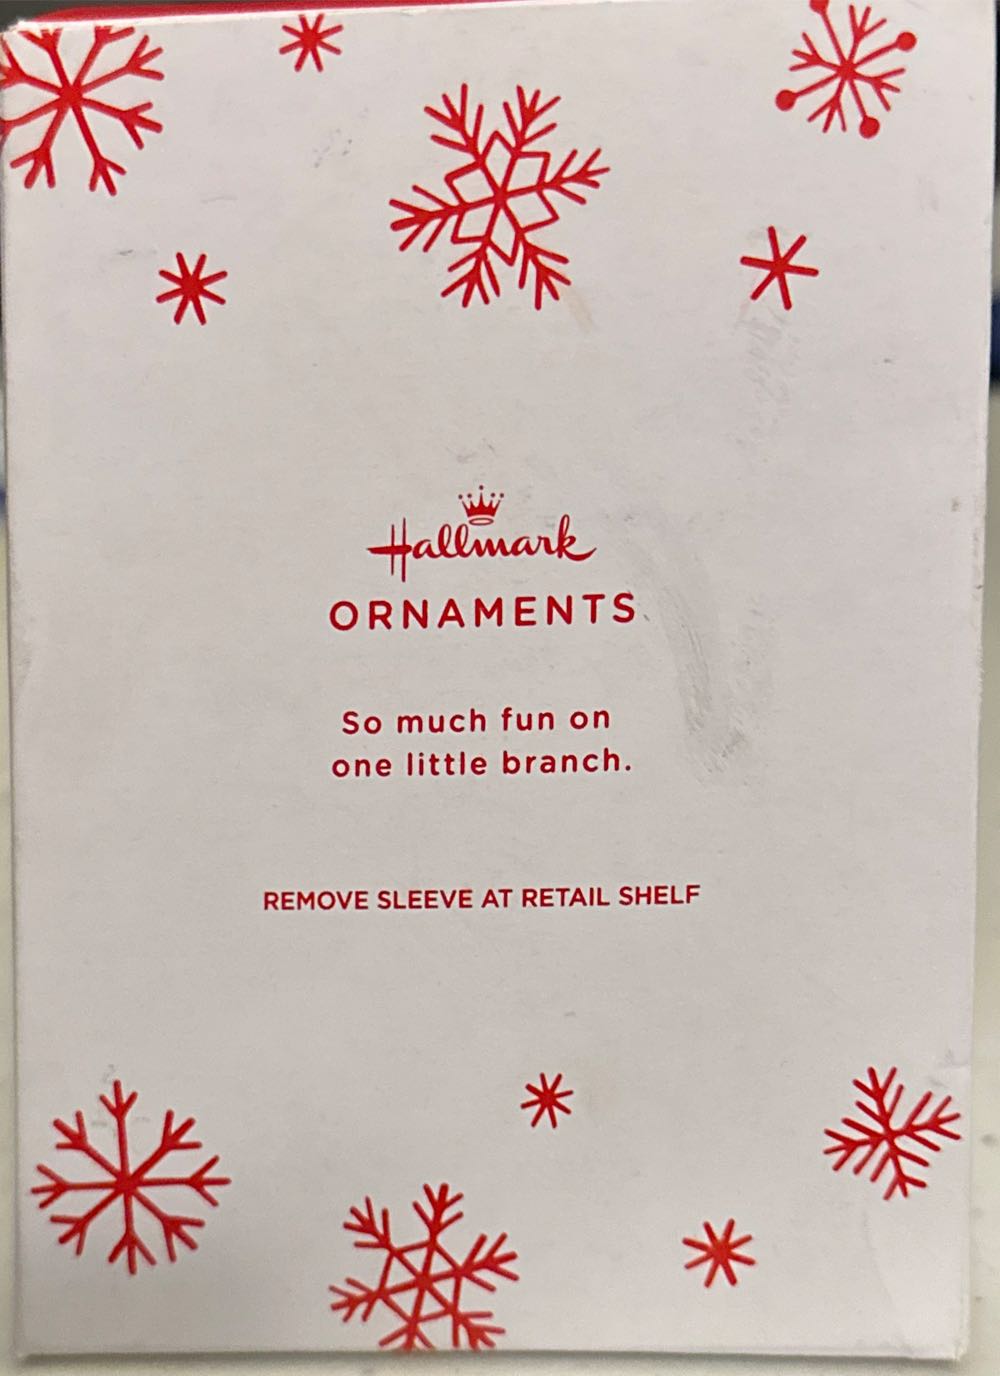 Hallmark
ORNAMENTS
So much fun on
one little branch.
REMOVE SLEEVE AT RETAIL SHELF